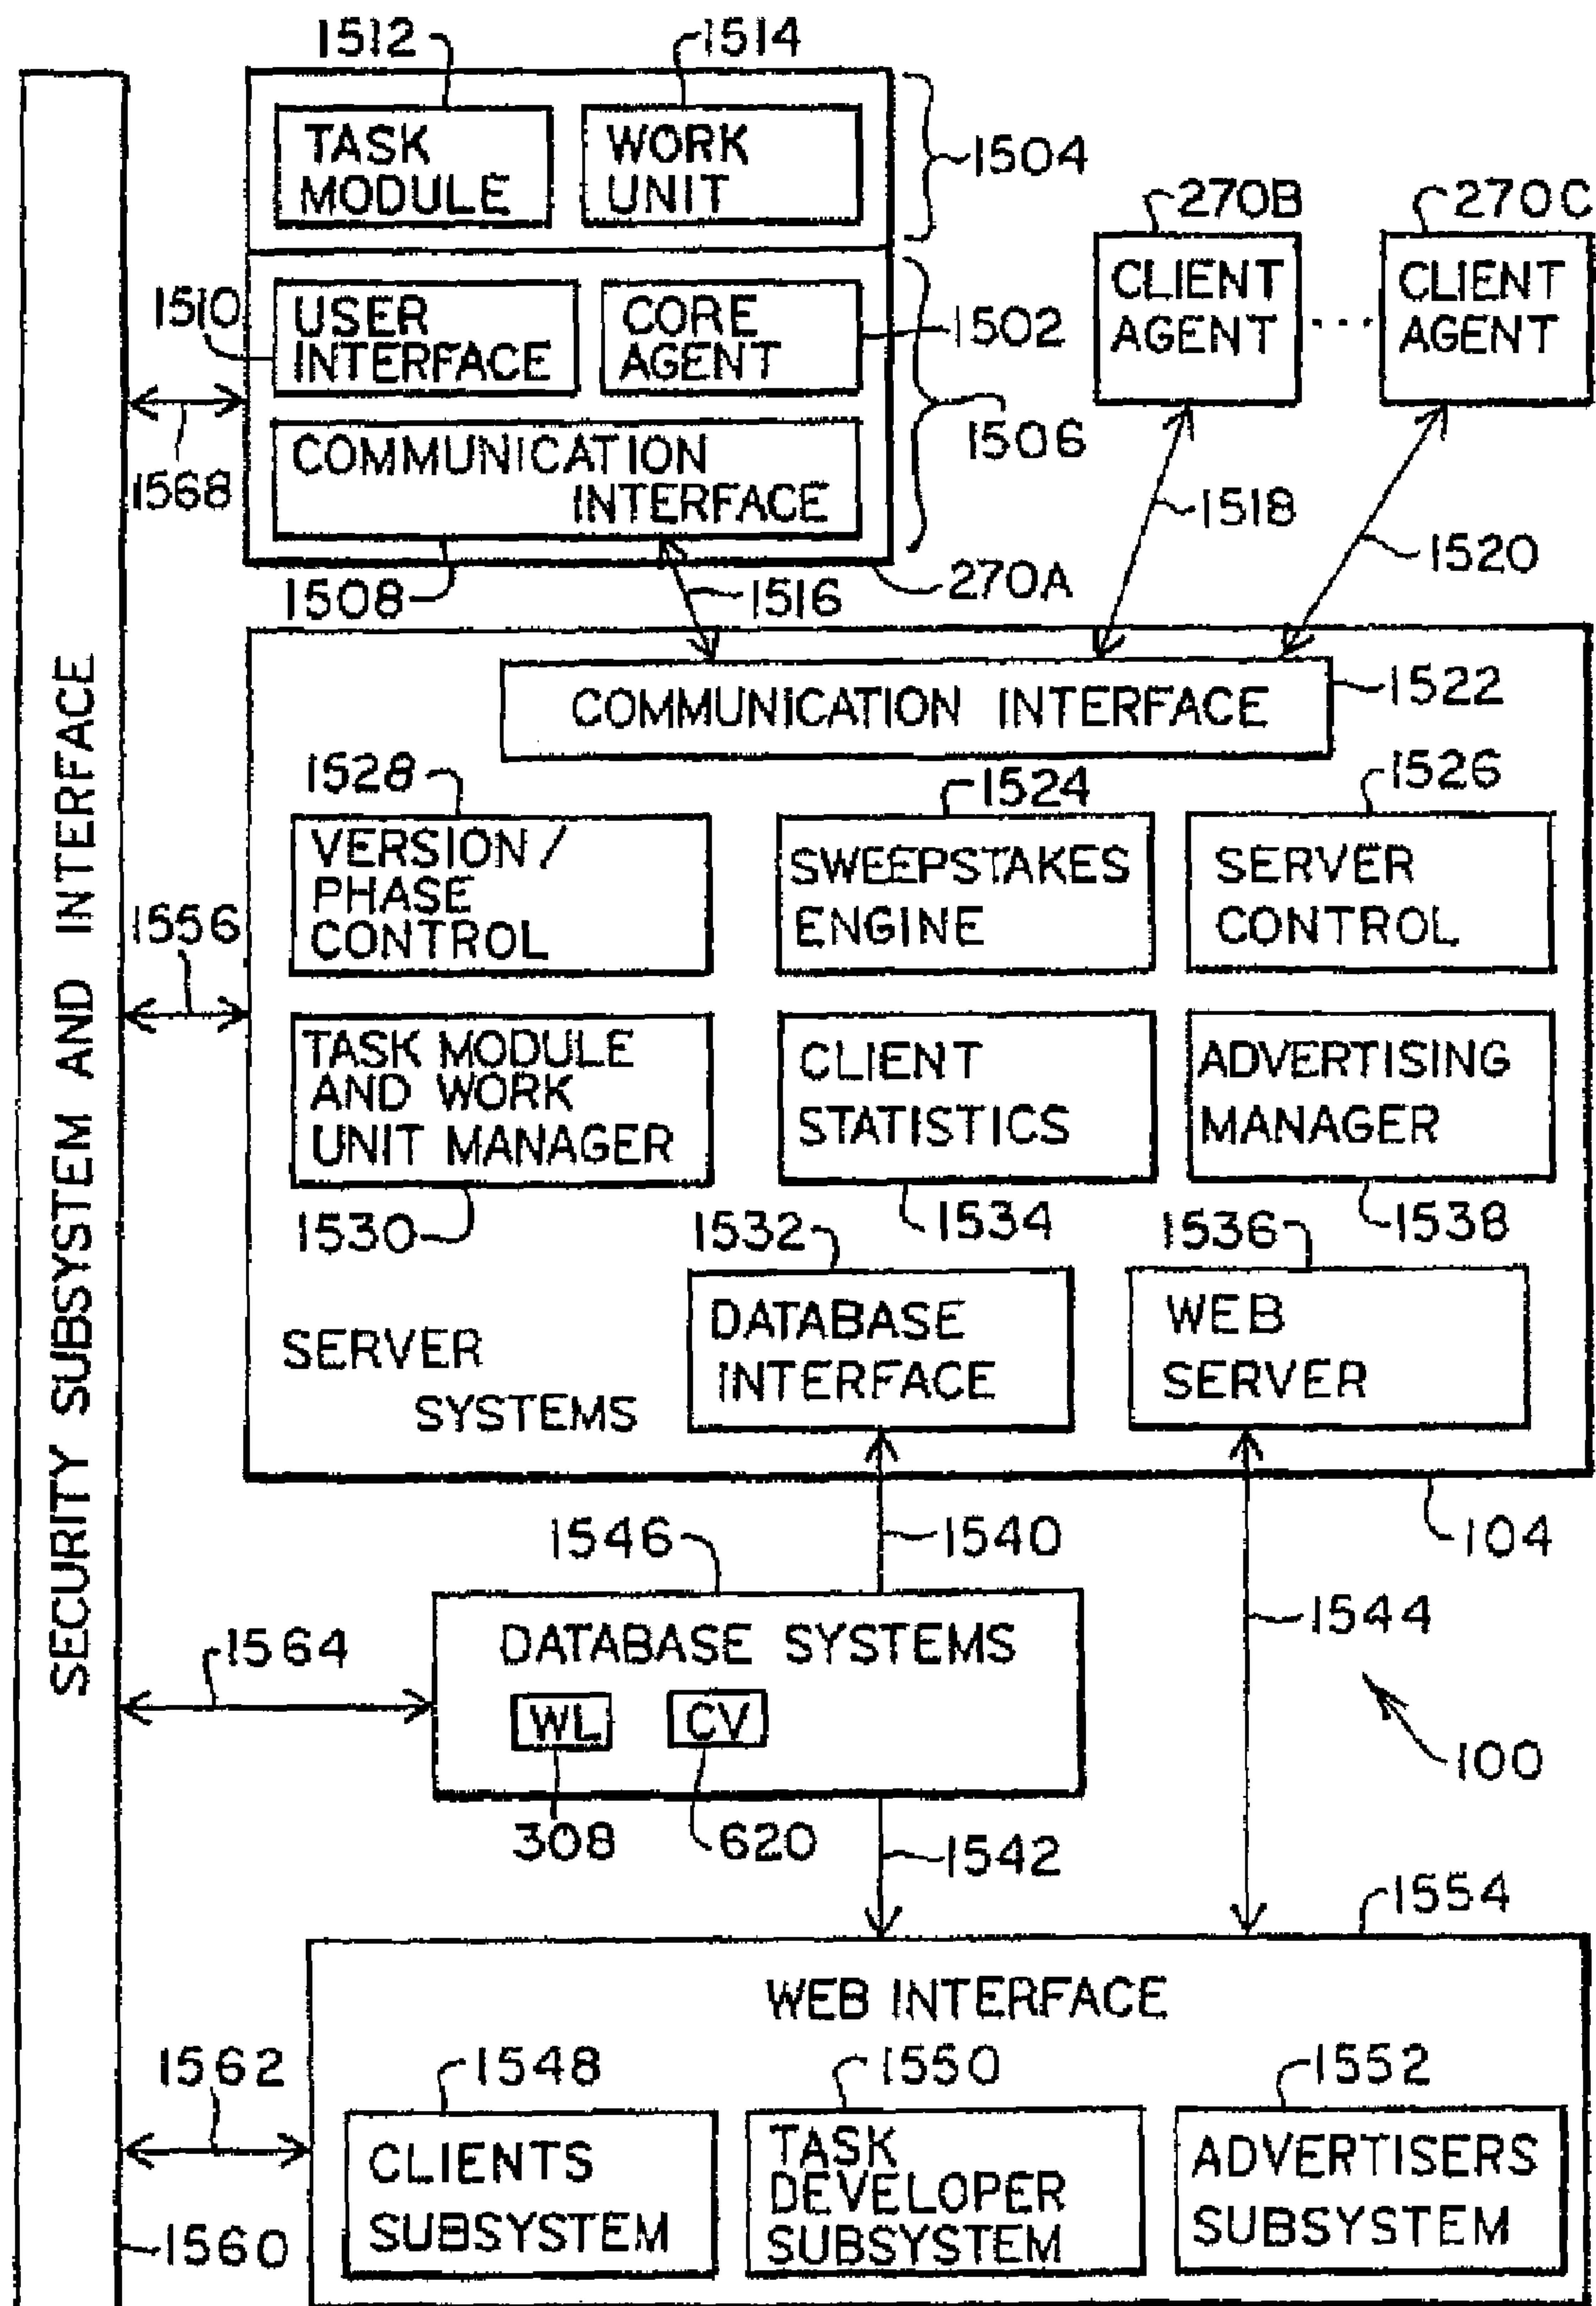 1512
1514
TASK
MODULE
WORK
UNIT
1504
270B
270C
CLIENT
AGENT
CLIENT
AGENT
1510
USER
INTERFACE
CORE
AGENT
1502
1506
COMMUNICATION
INTERFACE
1568
1508
1516
270A
1518
1520
SECURITY SUBSYSTEM AND INTERFACE
COMMUNICATION INTERFACE
1522
1528
1524
1526
VERSION/
PHASE
CONTROL
SWEEPSTAKES
ENGINE
SERVER
CONTROL
1556
TASK MODULE
AND WORK
UNIT MANAGER
CLIENT
STATISTICS
ADVERTISING
MANAGER
1530
1532
1534
1536
1538
SERVER
SYSTEMS
DATABASE
INTERFACE
WEB
SERVER
1546
1540
104
1544
1564
DATABASE SYSTEMS
WL
CV
308
620
100
1542
1554
WEB INTERFACE
1562
1548
1550
1552
CLIENTS
SUBSYSTEM
TASK
DEVELOPER
SUBSYSTEM
ADVERTISERS
SUBSYSTEM
1560